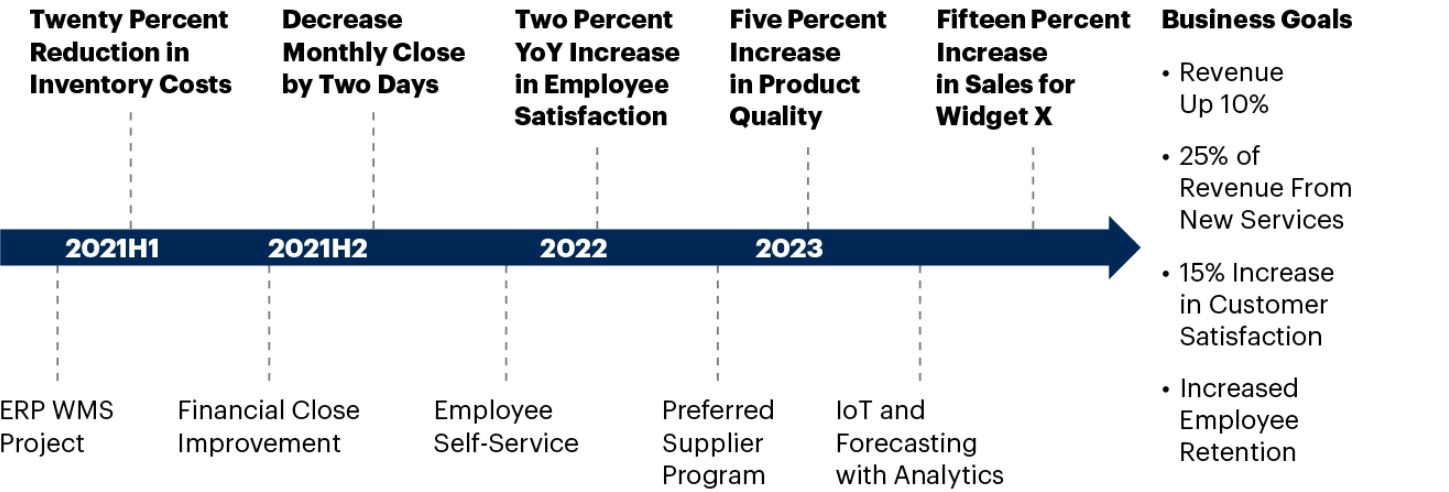 Twenty Percent
Reduction in
Inventory Costs
Decrease
Monthly Close
by Two Days
Two Percent
YoY Increase
in Employee
Satisfaction
Five Percent
Increase
in Product
Quality
Fifteen Percent
Increase
in Sales for
Widget X
2021H1
2021H2
2022
2023
ERP WMS
Project
Financial Close
Improvement
Employee
Self-Service
Preferred
Supplier
Program
IoT and
Forecasting
with Analytics
Business Goals
• Revenue
Up 10%
• 25% of
Revenue From
New Services
• 15% Increase
in Customer
Satisfaction
• Increased
Employee
Retention